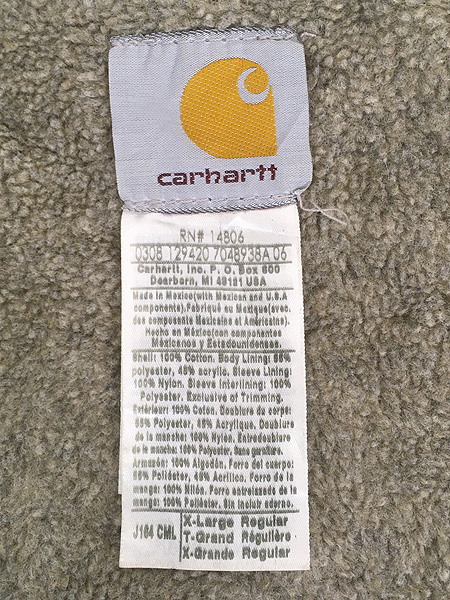 carhartt
RN# 14806
0308 129420 7048938A 06
Carhartt, Inc. P. O. Box 600
Dearborn, MI 48121 USA
Made in Mexico(with Mexican and U.S.A
components).Fabriqué au Mexique(avec.
des composants Mexicains et Américains).
Hecho en México(con componentes
Méxicanos y Estadounidenses.
Shell: 100% Cotton. Body Lining: 55%
polyester, 45% acrylic. Sleeve Lining:
100% Nylon. Sleeve Interlining: 100%
Polyester. Exclusive of Trimming.
Extérieur: 100% Coton. Doublure du corps:
55% Polyester, 45% Acrylique. Doublure
de la manche: 100% Nylon. Entredoublure
de la manche: 100% Polyester, Sans garniture.
Armazón: 100% Algodón. Forro del cuerpo:
55% Poliéster, 45% Acrílico. Forro de la
manga: 100% Nilón. Forro entrelazado de la
manga: 100% Poliéster. Sin incluir adorno.
J164 CML
X-Large Regular
T-Grand Régulière
X-Grande Regular